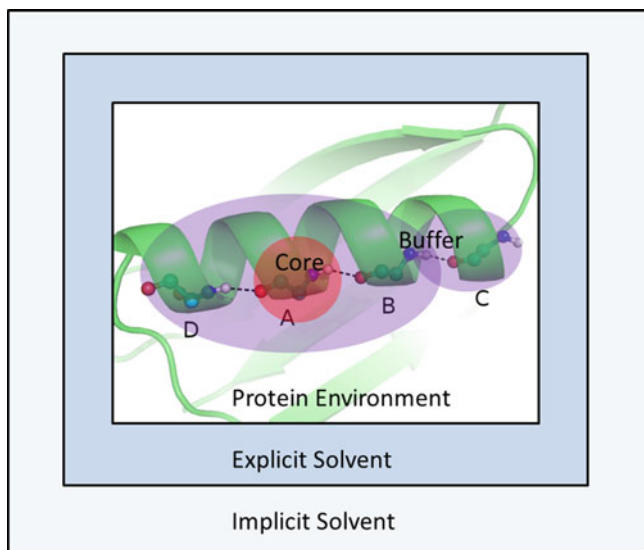 Buffer
Core
D
A
B
C
Protein Environment
Explicit Solvent
Implicit Solvent